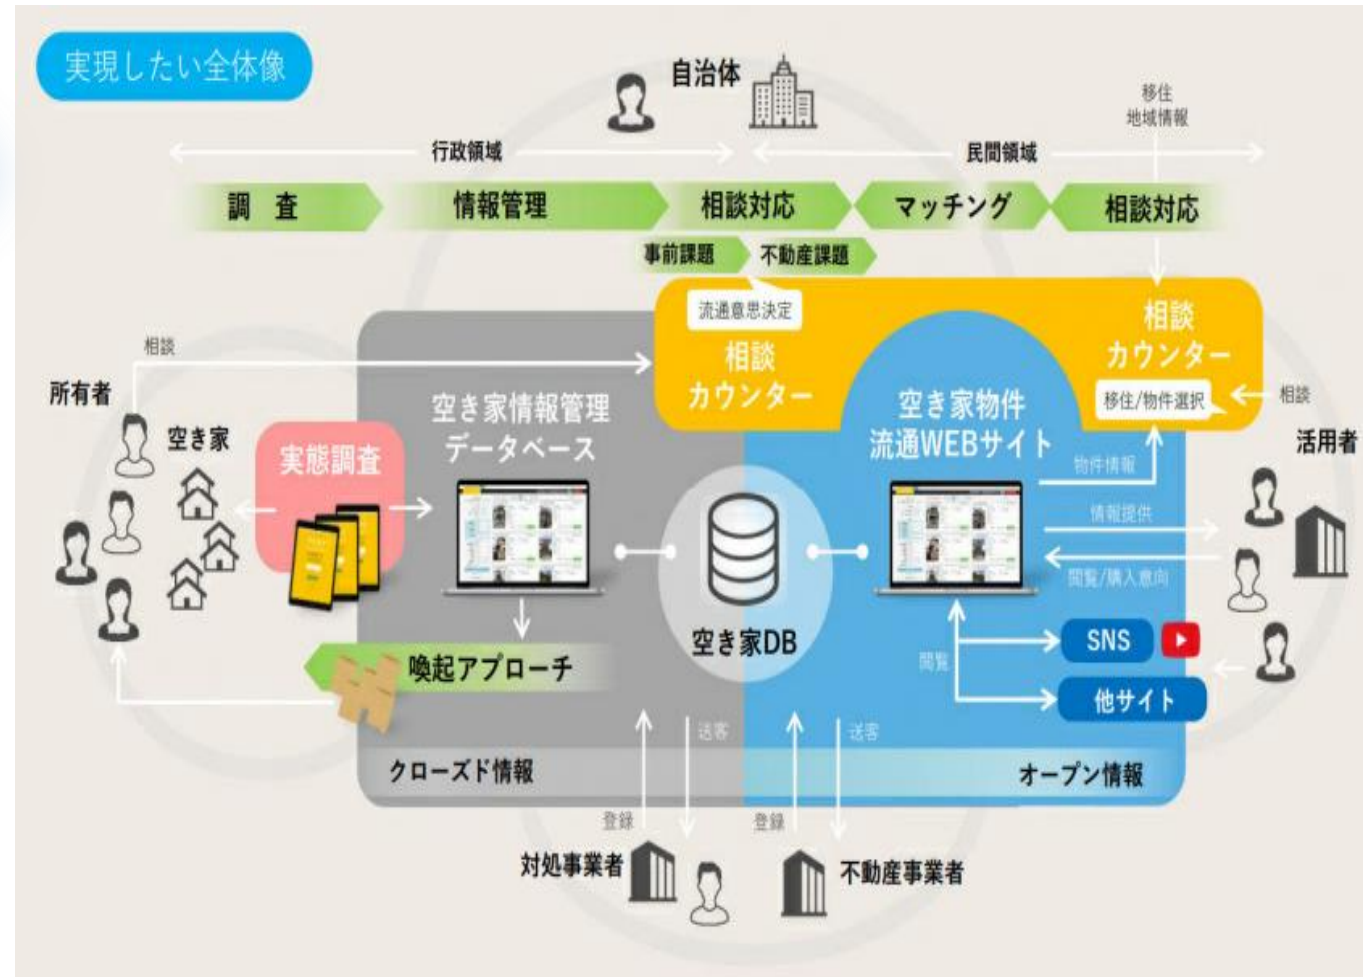 実現したい全体像
自治体
移住
地域情報
行政領域
民間領域
調 査
情報管理
相談対応
マッチング
相談対応
事前課題
不動産課題
流通意思決定
相談
カウンター
相談
カウンター
移住/物件選択
相談
相談
所有者
空き家
実態調査
空き家情報管理
データベース
空き家物件
流通WEBサイト
物件情報
活用者
情報提供
閲覧/購入意向
空き家DB
喚起アプローチ
SNS
閲覧
他サイト
送客
送客
クローズド情報
オープン情報
登録
登録
対処事業者
不動産事業者